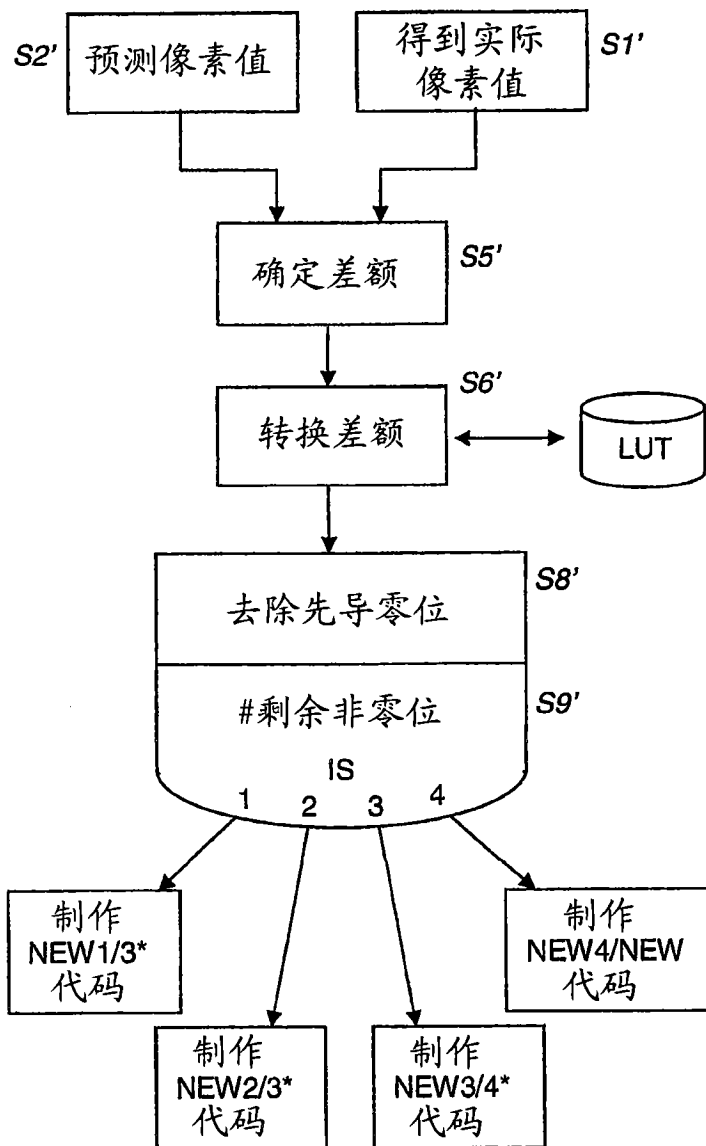 S2'
预测像素值
得到实际
像素值
S1'
确定差额
S5'
S6'
转换差额
LUT
去除先导零位
S8'
#剩余非零位
S9'
IS
1
2
3
4
制作
NEW1/3*
代码
制作
NEW2/3*
代码
制作
NEW3/4*
代码
制作
NEW4/NEW
代码